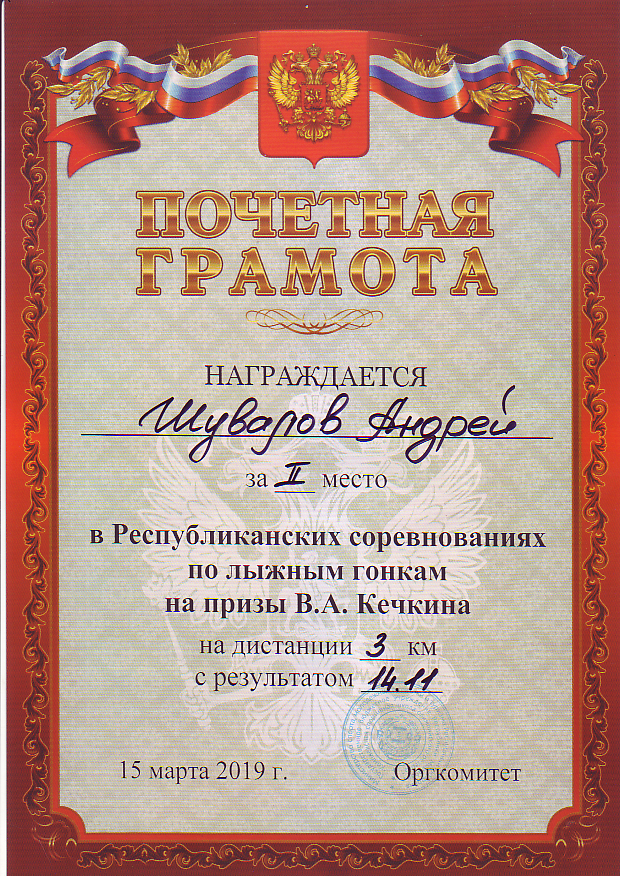 ПОЧЕТНАЯ
ГРАМОТА
НАГРАЖДАЕТСЯ
Шуваров Андрей
за II место
в Республиканских соревнованиях
по лыжным гонкам
на призы В.А. Кечкина
на дистанции 3 км
с результатом 14.11
15 марта 2019 г.
Оргкомитет